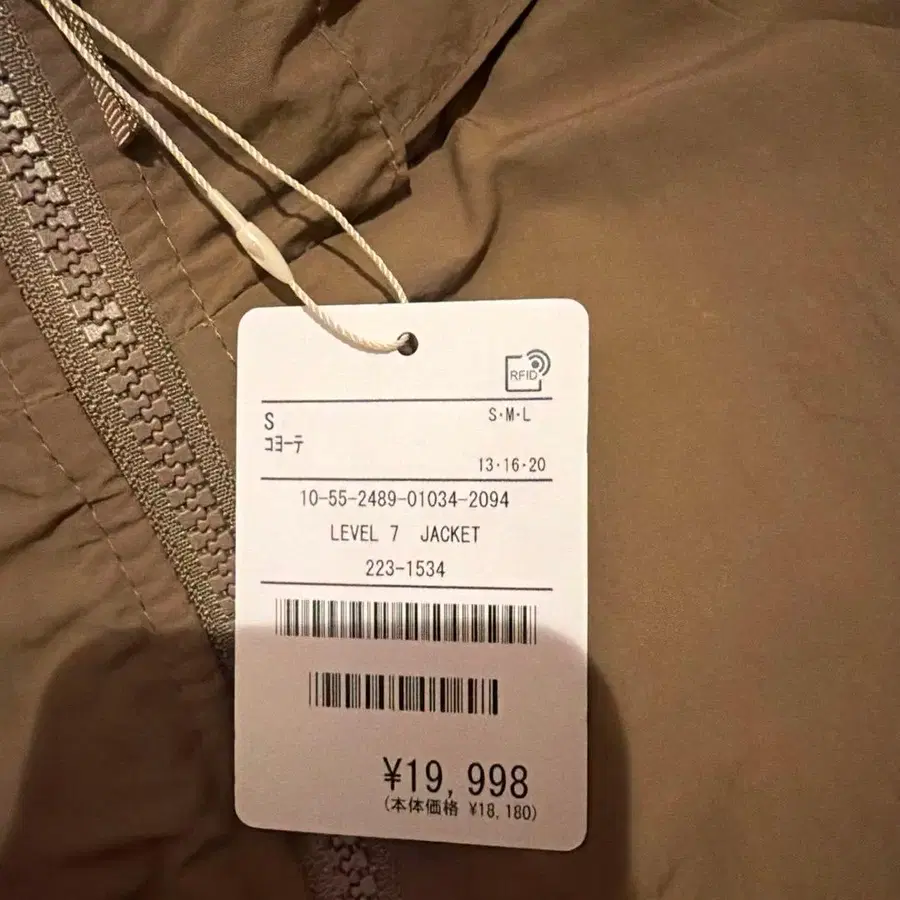 RFID
S S・M・L
コヨーテ
13・16・20
10-55-2489-01034-2094
LEVEL 7 JACKET
223-1534
¥19,998
(本体価格 ¥18,180)